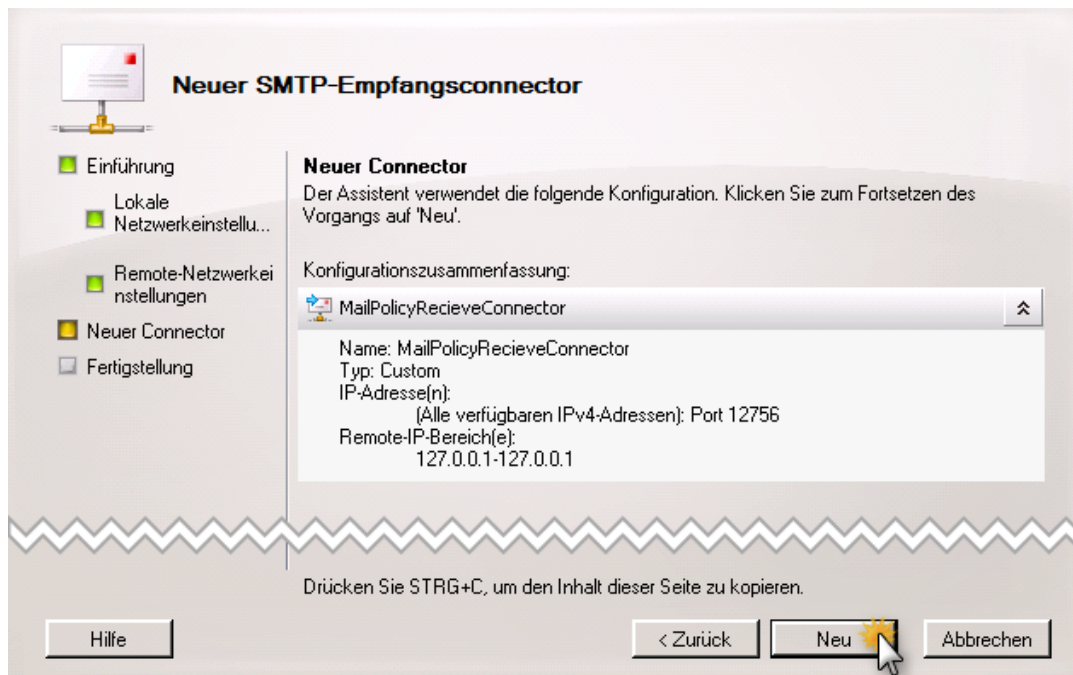 Neuer SMTP-Empfangsconnector
Einführung
Lokale
Netzwerkeinstellu...
Remote-Netzwerkei
nstellungen
Neuer Connector
Fertigstellung
Neuer Connector
Der Assistent verwendet die folgende Konfiguration. Klicken Sie zum Fortsetzen des
Vorgangs auf 'Neu'.
Konfigurationszusammenfassung:
MailPolicyRecieveConnector
Name: MailPolicyRecieveConnector
Typ: Custom
IP-Adresse(n):
(Alle verfügbaren IPv4-Adressen): Port 12756
Remote-IP-Bereich(e):
127.0.0.1-127.0.0.1
Drücken Sie STRG+C, um den Inhalt dieser Seite zu kopieren.
Hilfe
< Zurück
Neu
Abbrechen